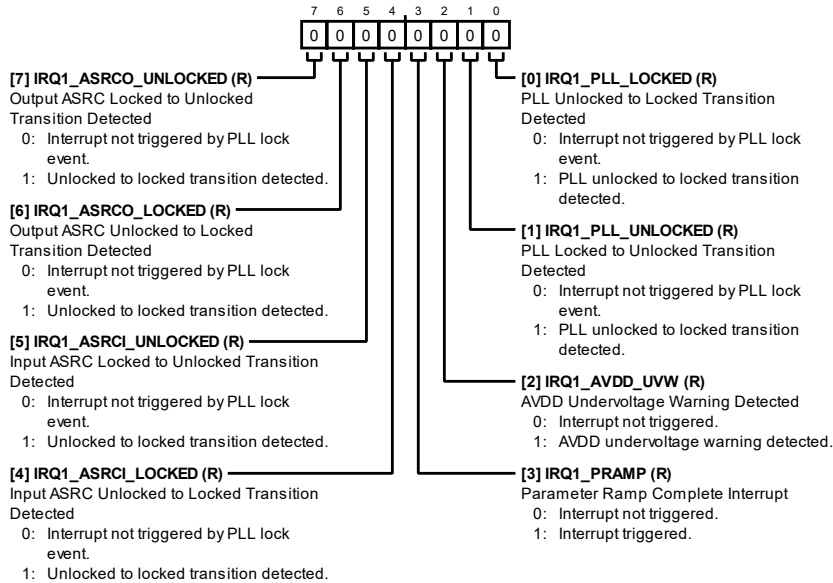 7 6 5 4 3 2 1 0
0 0 0 0 0 0 0 0
[7] IRQ1_ASRCO_UNLOCKED (R)
Output ASRC Locked to Unlocked
Transition Detected
0: Interrupt not triggered by PLL lock
event.
1: Unlocked to locked transition detected.
[6] IRQ1_ASRCO_LOCKED (R)
Output ASRC Unlocked to Locked
Transition Detected
0: Interrupt not triggered by PLL lock
event.
1: Unlocked to locked transition detected.
[5] IRQ1_ASRCI_UNLOCKED (R)
Input ASRC Locked to Unlocked Transition
Detected
0: Interrupt not triggered by PLL lock
event.
1: Unlocked to locked transition detected.
[4] IRQ1_ASRCI_LOCKED (R)
Input ASRC Unlocked to Locked Transition
Detected
0: Interrupt not triggered by PLL lock
event.
1: Unlocked to locked transition detected.
[0] IRQ1_PLL_LOCKED (R)
PLL Unlocked to Locked Transition
Detected
0: Interrupt not triggered by PLL lock
event.
1: PLL unlocked to locked transition
detected.
[1] IRQ1_PLL_UNLOCKED (R)
PLL Locked to Unlocked Transition
Detected
0: Interrupt not triggered by PLL lock
event.
1: PLL unlocked to locked transition
detected.
[2] IRQ1_AVDD_UVW (R)
AVDD Undervoltage Warning Detected
0: Interrupt not triggered.
1: AVDD undervoltage warning detected.
[3] IRQ1_PRAMP (R)
Parameter Ramp Complete Interrupt
0: Interrupt not triggered.
1: Interrupt triggered.